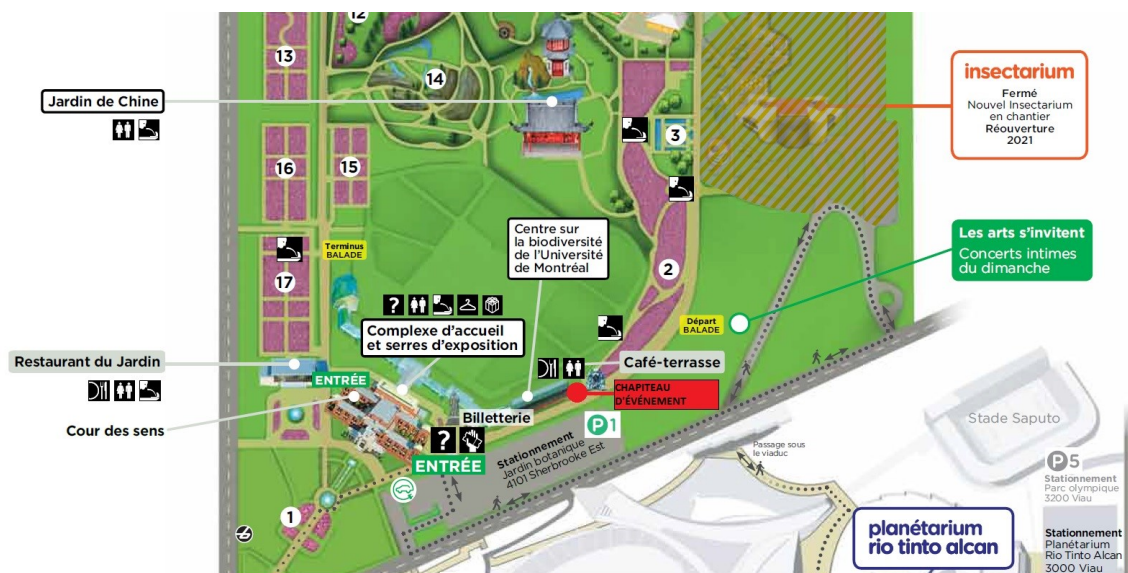 12
13
14
insectarium
Fermé
Nouvel Insectarium
en chantier
Réouverture
2021
Jardin de Chine
3
16
15
Centre sur
la biodiversité
de l'Université
de Montréal
Les arts s'invitent
Concerts intimes
du dimanche
Terminus
BALADE
17
2
?
Complexe d'accueil
et serres d'exposition
Départ
BALADE
Restaurant du Jardin
Café-terrasse
ENTRÉE
CHAPITEAU
D'ÉVÉNEMENT
Billetterie
Cour des sens
P1
Stade Saputo
?
ENTRÉE
Stationnement
Jardin botanique
4101 Sherbrooke Est
Passage sous
le viaduc
P5
Stationnement
Parc olympique
3200 Viau
1
planétarium
rio tinto alcan
Stationnement
Planétarium
Rio Tinto Alcan
3000 Viau